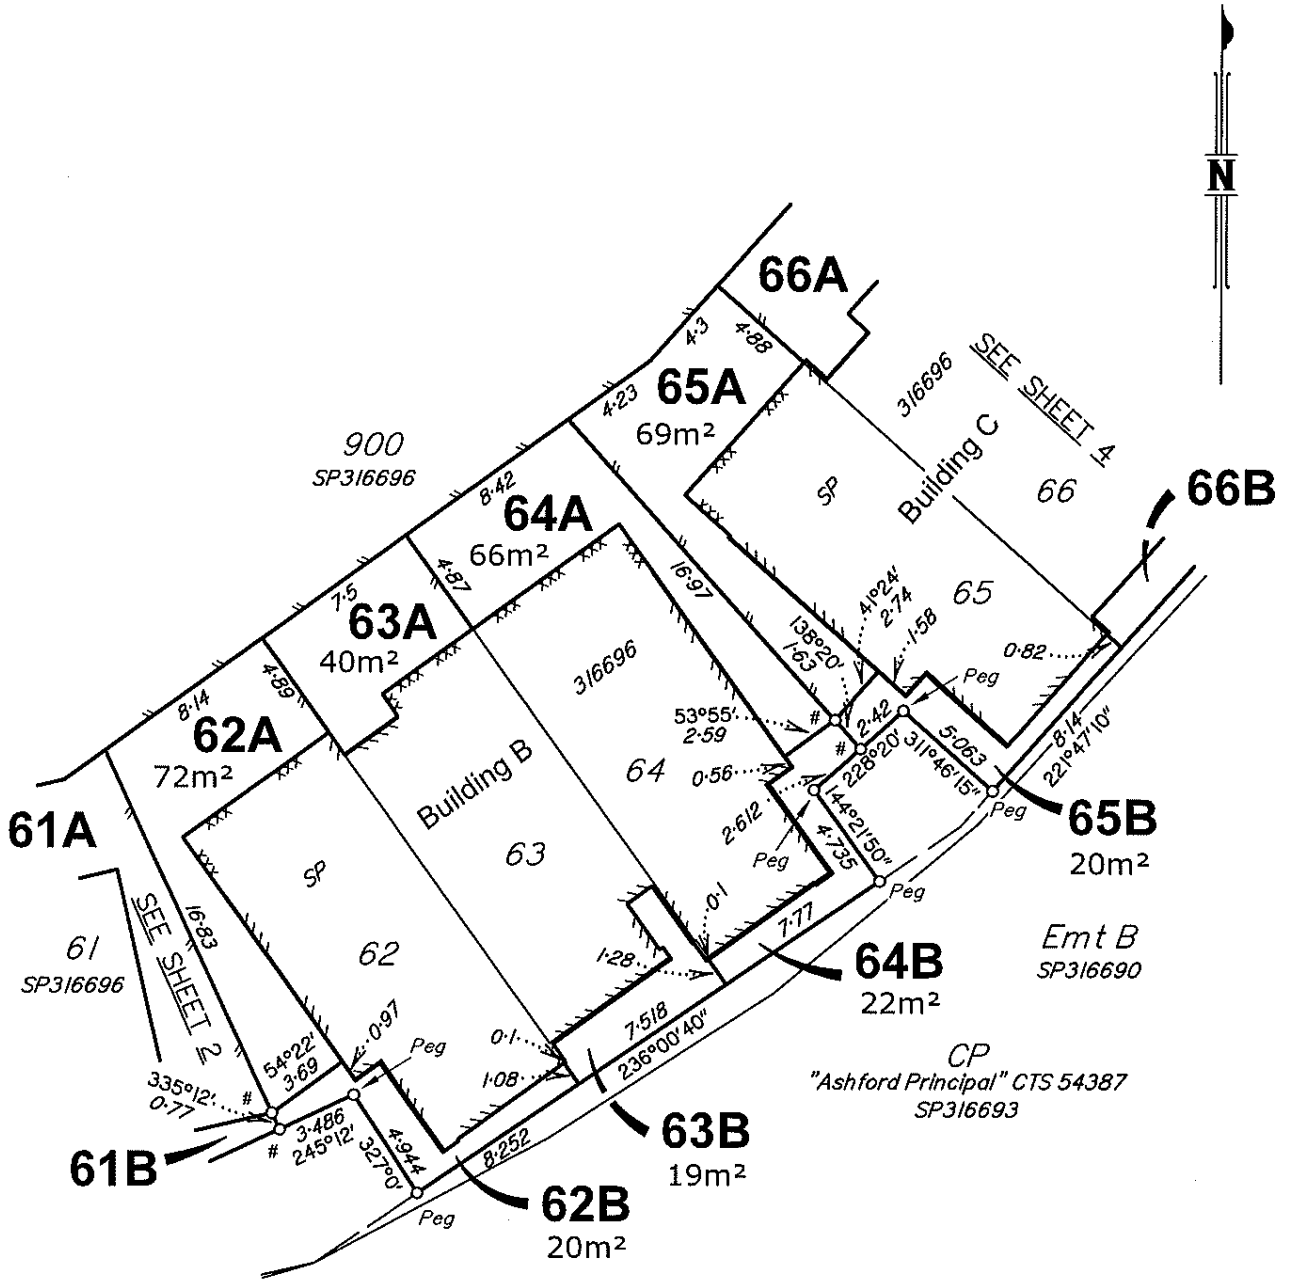 N
66A
4·3
4·88
SEE SHEET 4
316696
65A
4·23
69m²
900
SP316696
Building C
8·42
66B
SP
66
64A
66m²
16·97
4·87
7·5
41°24'
2·74
65
63A
40m²
1·58
138°20'
1·63
0·82
316696
4·89
Peg
8·14
53°55'
2·59
#
2·42
62A
72m²
#
228°20'
5·063
311°46'15"
8·14
221°47'10"
64
0·56
Building B
Peg
61A
2·612
144°21'50"
4·735
65B
20m²
63
Peg
Peg
SP
0·1
SEE SHEET 2
16·83
7·77
61
SP316696
62
1·28
64B
22m²
Emt B
SP316690
0·97
7·518
236°00'40"
0·1
Peg
54°22'
3·69
1·08
CP
"Ashford Principal" CTS 54387
SP316693
335°12'
0·77
#
3·486
245°12'
#
4·944
327°0'
63B
19m²
8·252
61B
62B
20m²
Peg